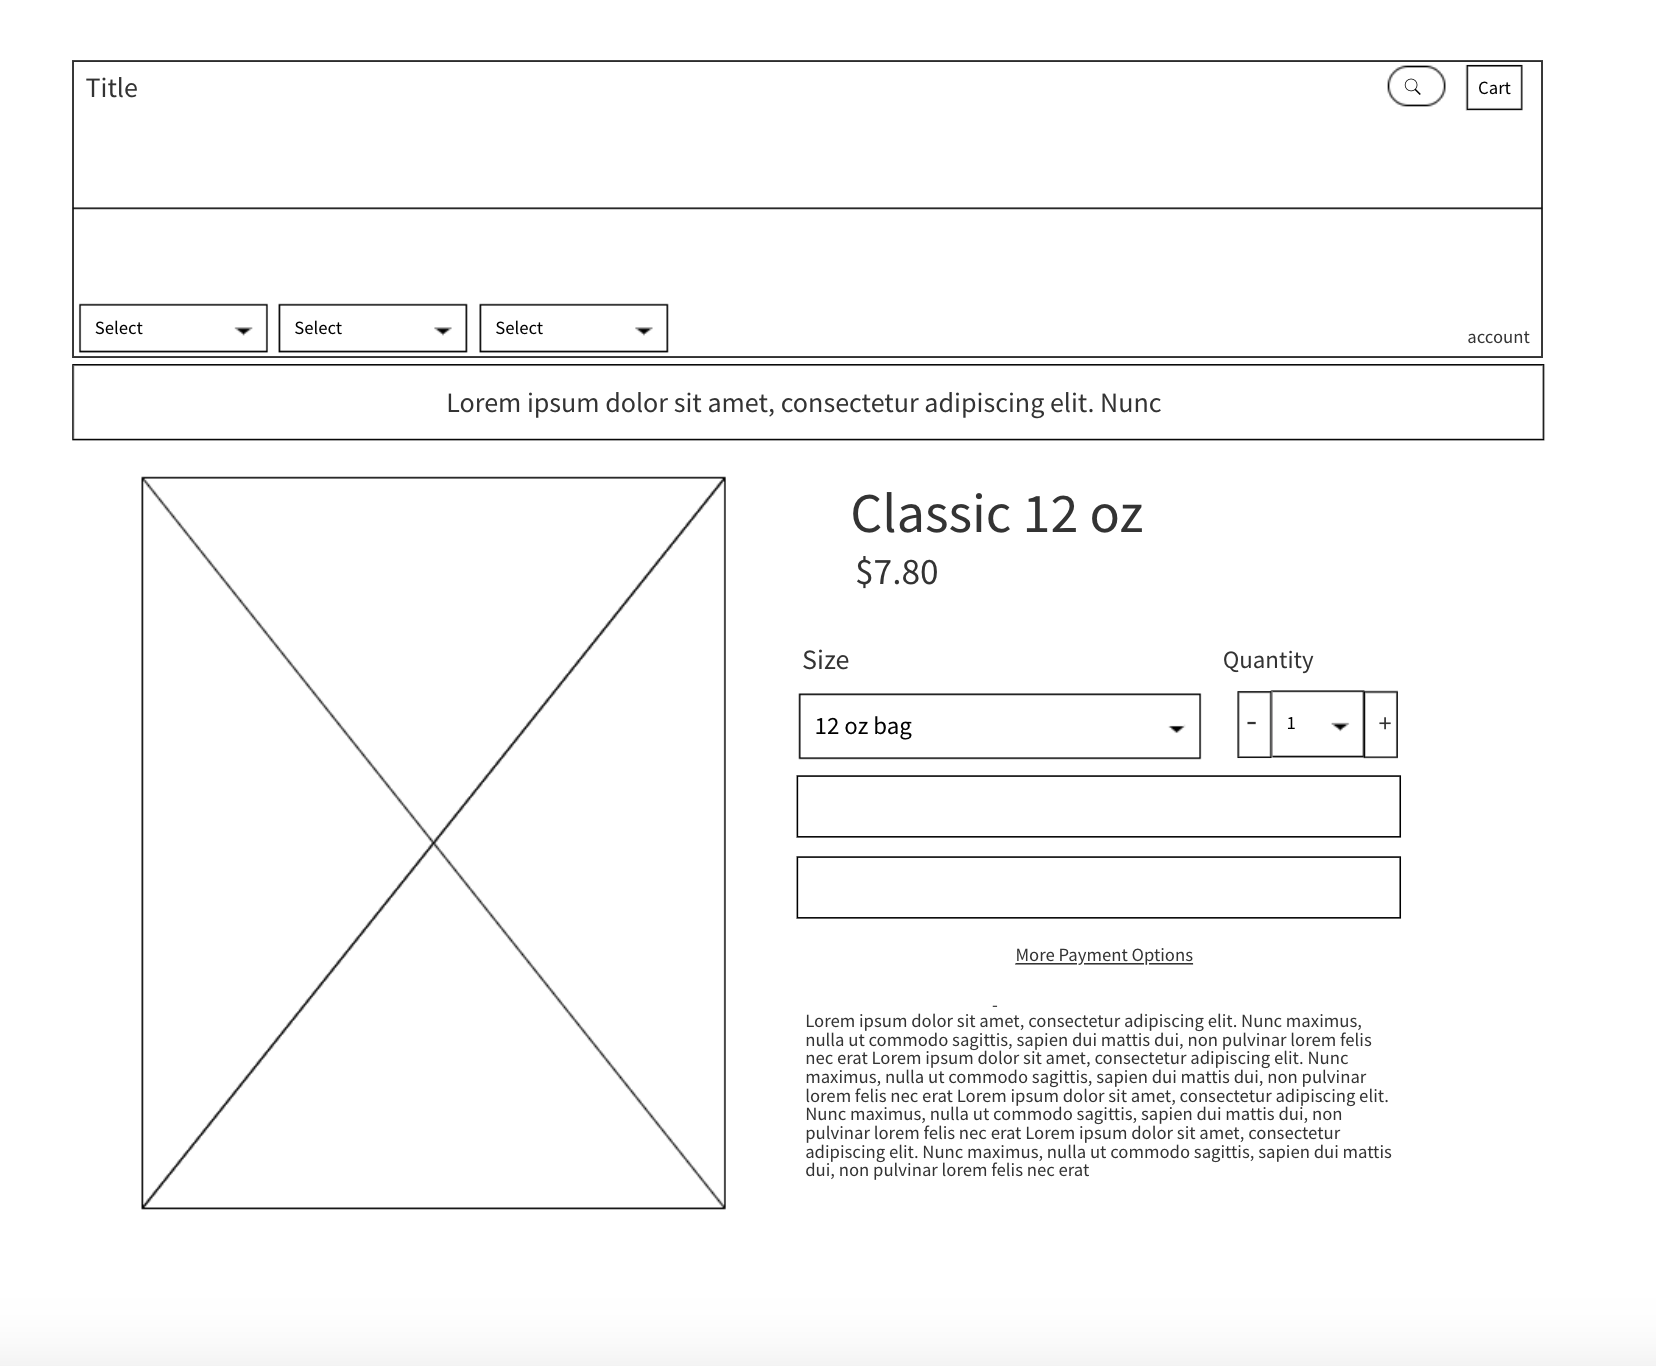 Title
Cart
Select
Select
Select
account
Lorem ipsum dolor sit amet, consectetur adipiscing elit. Nunc
Classic 12 oz
$7.80
Size
Quantity
12 oz bag
- 1 +
More Payment Options
-
Lorem ipsum dolor sit amet, consectetur adipiscing elit. Nunc maximus,
nulla ut commodo sagittis, sapien dui mattis dui, non pulvinar lorem felis
nec erat Lorem ipsum dolor sit amet, consectetur adipiscing elit. Nunc
maximus, nulla ut commodo sagittis, sapien dui mattis dui, non pulvinar
lorem felis nec erat Lorem ipsum dolor sit amet, consectetur adipiscing elit.
Nunc maximus, nulla ut commodo sagittis, sapien dui mattis dui, non
pulvinar lorem felis nec erat Lorem ipsum dolor sit amet, consectetur
adipiscing elit. Nunc maximus, nulla ut commodo sagittis, sapien dui mattis
dui, non pulvinar lorem felis nec erat